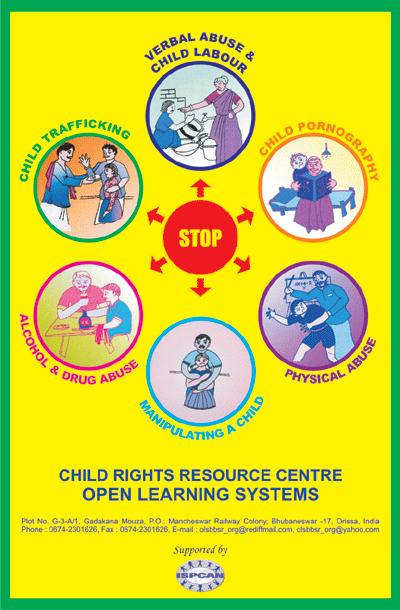 VERBAL ABUSE &
CHILD LABOUR
CHILD TRAFFICKING
CHILD PORNOGRAPHY
STOP
ALCOHOL & DRUG ABUSE
PHYSICAL ABUSE
MANIPULATING A CHILD
CHILD RIGHTS RESOURCE CENTRE
OPEN LEARNING SYSTEMS
Plot No. G-3-A/1, Gadakana Mouza, P.O.: Mancheswar Railway Colony, Bhubaneswar -17, Orissa, India
Phone : 0674-2301626, Fax : 0674-2301626, E-mail : olsbbsr_org@rediffmail.com, clsbbsr_org@yahoo.com
Supported by
ISPCAN